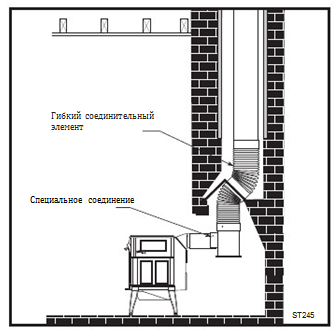 Гибкий соединительный
элемент
Специальное соединение
ST245